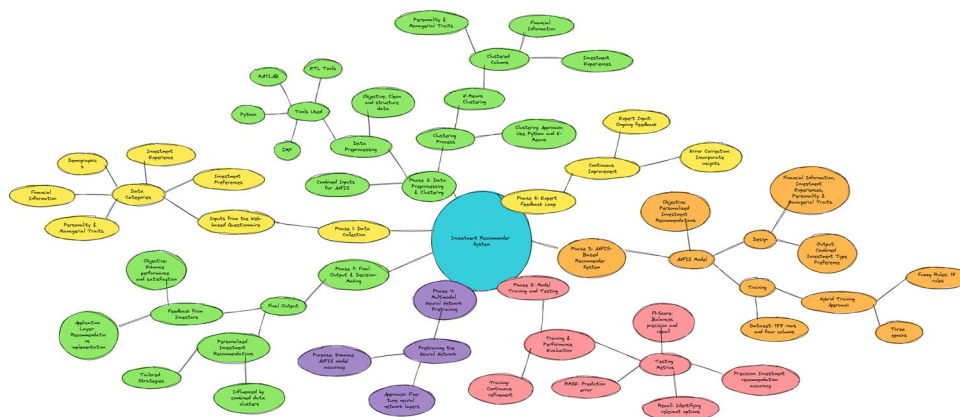 Personality &
Managerial Traits
Financial
Information
Clustered
Columns
Investment
Experiences
ETL Tools
MATLAB
Tools Used
Python
JMP
Objective: Clean
and structure
data
Data
Preprocessing
K-Means
Clustering
Clustering
Process
Clustering Approach:
Use Python and K-
Means
Combined Inputs
for ANFIS
Phase 2: Data
Preprocessing
& Clustering
Expert Input:
Ongoing Feedback
Continuous
Improvement
Error Correction:
Incorporate
insights
Phase 6: Expert
Feedback Loop
Investment
Experience
Demographic
s
Financial
Information
Data
Categories
Investment
Preferences
Personality &
Managerial Traits
Inputs from the Web-
based Questionnaire
Phase 1: Data
Collection
Investment Recommender
System
Phase 3: ANFIS-
Based
Recommender
System
Objective:
Personalized
Investment
Recommendations
ANFIS Model
Financial Information,
Investment
Experiences,
Personality &
Managerial Traits
Design
Output:
Combined
Investment Type
Preference
Training
Dataset: 185 rows
and four columns
Hybrid Training
Approach
Fuzzy Rules: 18
rules
Three
epochs
Phase 7: Final
Output & Decision-
Making
Final Output
Objective:
Enhance
performance
and satisfaction
Feedback from
Investors
Application
Layer: Recommendatio
ns
implementation
Personalized
Investment
Recommendations
Tailored
Strategies
Influenced by
combined data
clusters
Phase 4:
Multimodal
Neural Network
Pretraining
Pretraining the
Neural Network
Purpose: Enhance
ANFIS model
accuracy
Approach: Fine-
tune neural
network layers
Phase 5: Model
Training and Testing
Training &
Performance
Evaluation
Training:
Continuous
refinement
Testing
Metrics
F1-Score:
Balances
precision and
recall
RMSE: Prediction
error
Recall: Identifying
relevant options
Precision: Investment
recommendation
accuracy